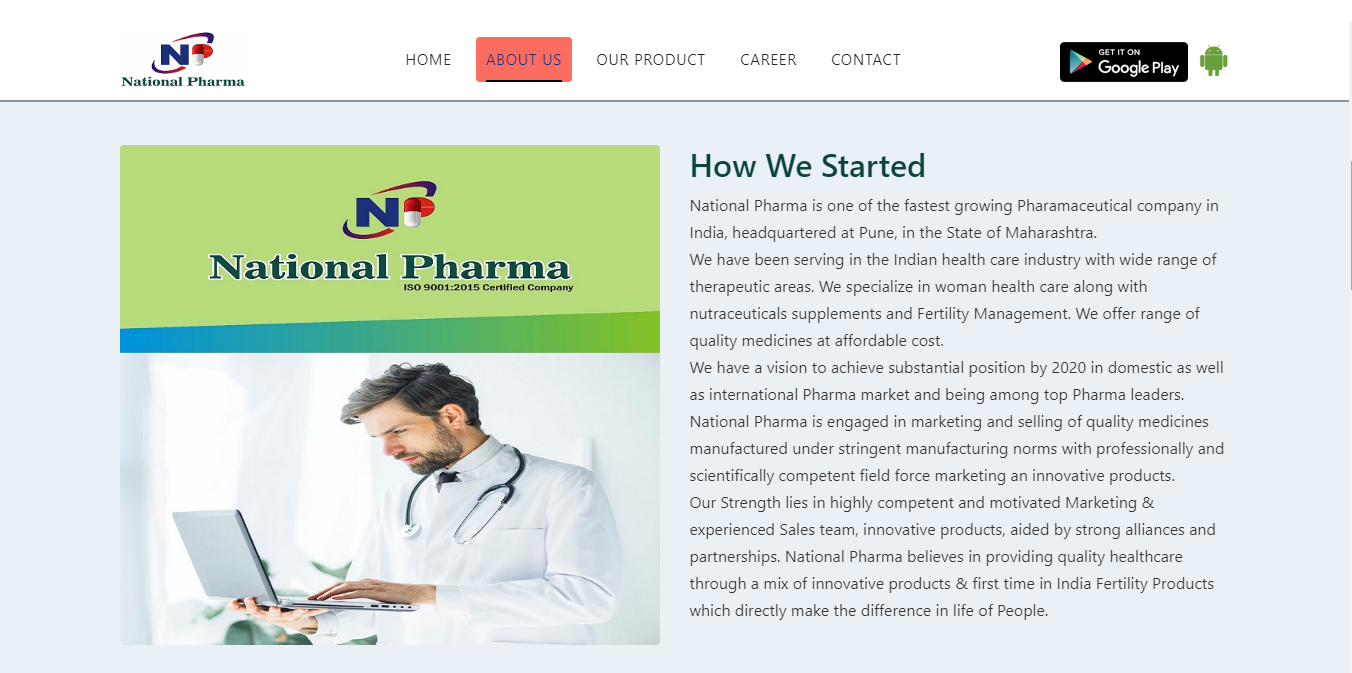 National Pharma
HOME
ABOUT US
OUR PRODUCT
CAREER
CONTACT
GET IT ON
Google Play
National Pharma
ISO 9001:2015 Certified Company
How We Started
National Pharma is one of the fastest growing Pharamaceutical company in
India, headquartered at Pune, in the State of Maharashtra.
We have been serving in the Indian health care industry with wide range of
therapeutic areas. We specialize in woman health care along with
nutraceuticals supplements and Fertility Management. We offer range of
quality medicines at affordable cost.
We have a vision to achieve substantial position by 2020 in domestic as well
as international Pharma market and being among top Pharma leaders.
National Pharma is engaged in marketing and selling of quality medicines
manufactured under stringent manufacturing norms with professionally and
scientifically competent field force marketing an innovative products.
Our Strength lies in highly competent and motivated Marketing &
experienced Sales team, innovative products, aided by strong alliances and
partnerships. National Pharma believes in providing quality healthcare
through a mix of innovative products & first time in India Fertility Products
which directly make the difference in life of People.